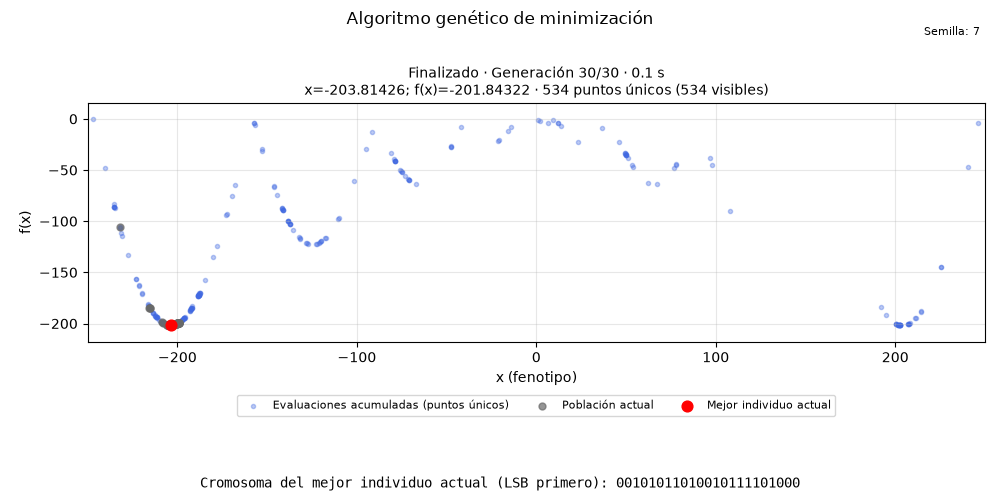 Algoritmo genético de minimización
Semilla: 7
Finalizado · Generación 30/30 · 0.1 s
x=-203.81426; f(x)=-201.84322 · 534 puntos únicos (534 visibles)
f(x)
0
−50
−100
−150
−200
−200
−100
0
100
200
x (fenotipo)
Evaluaciones acumuladas (puntos únicos)
Población actual
Mejor individuo actual
Cromosoma del mejor individuo actual (LSB primero): 00101011010010111101000